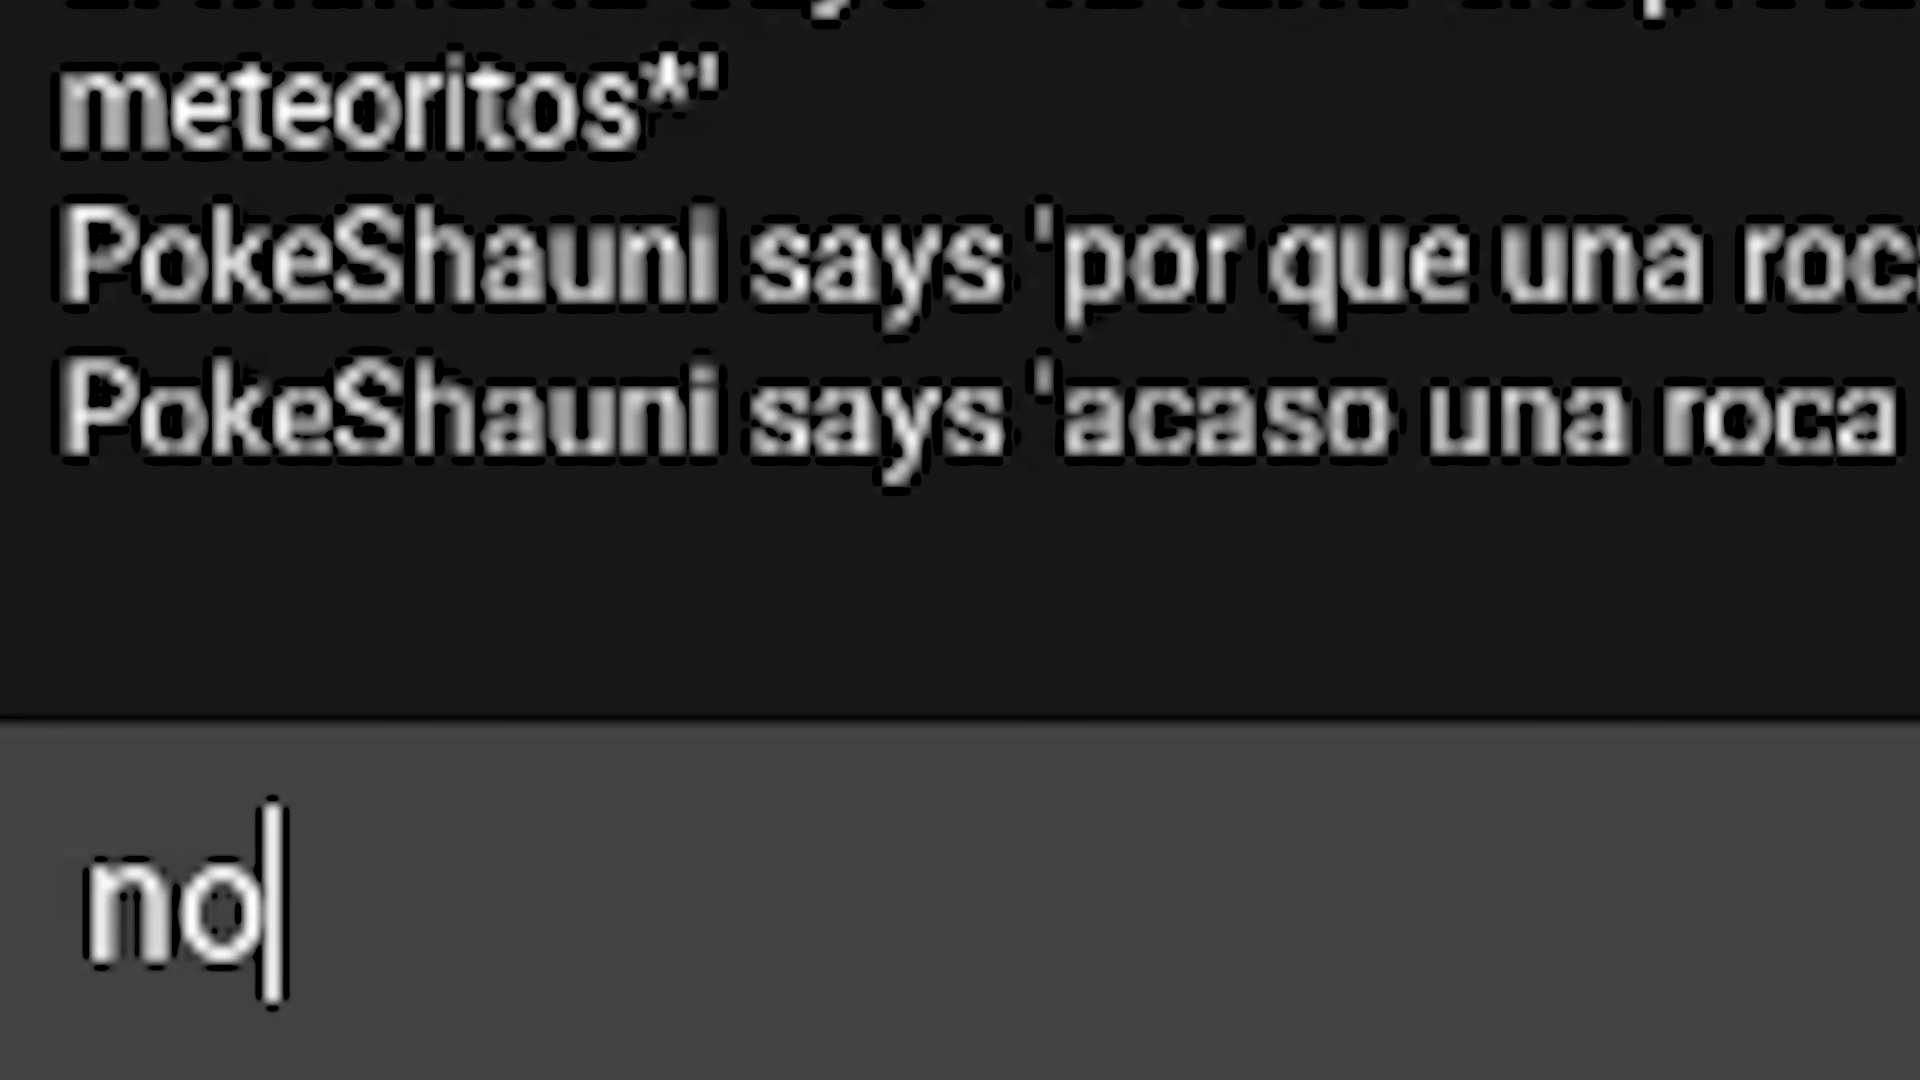 meteoritos*'
PokeShauni says 'por que una roc
PokeShauni says 'acaso una roca
no